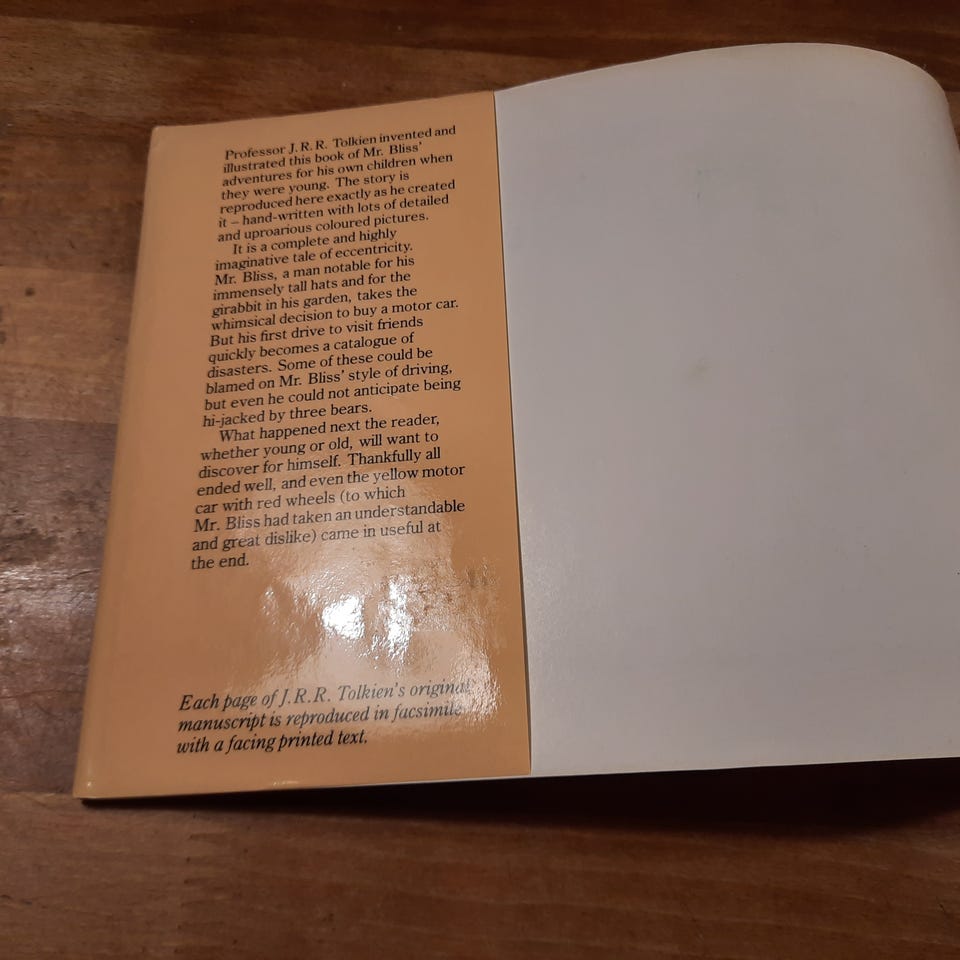 Professor J. R. R. Tolkien invented and
illustrated this book of Mr. Bliss'
adventures for his own children when
they were young. The story is
reproduced here exactly as he created
it – hand-written with lots of detailed
and uproarious coloured pictures.
It is a complete and highly
imaginative tale of eccentricity.
Mr. Bliss, a man notable for his
immensely tall hats and for the
girabbit in his garden, takes the
whimsical decision to buy a motor car.
But his first drive to visit friends
quickly becomes a catalogue of
disasters. Some of these could be
blamed on Mr. Bliss' style of driving,
but even he could not anticipate being
hi-jacked by three bears.
What happened next the reader,
whether young or old, will want to
discover for himself. Thankfully all
ended well, and even the yellow motor
car with red wheels (to which
Mr. Bliss had taken an understandable
and great dislike) came in useful at
the end.
Each page of J. R. R. Tolkien's original
manuscript is reproduced in facsimile
with a facing printed text.